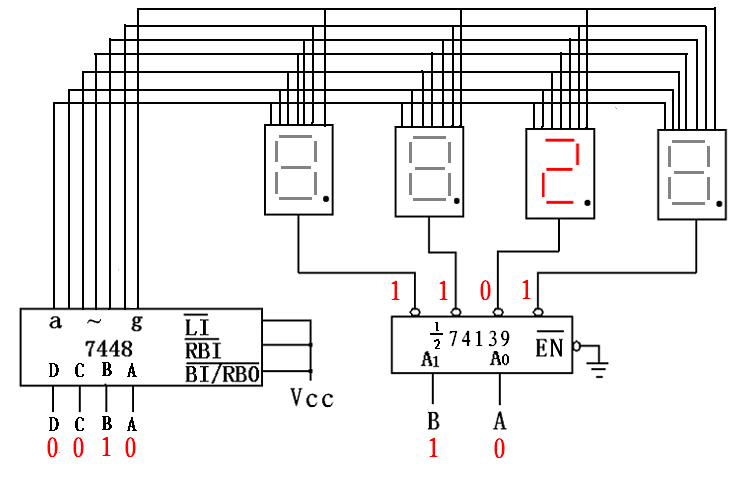 2
1 1 0 1
a ~ g
LI
7448
RBI
D C B A
BI/RBO
1/2 74139
EN
A1 A0
Vcc
D C B A
0 0 1 0
B A
1 0